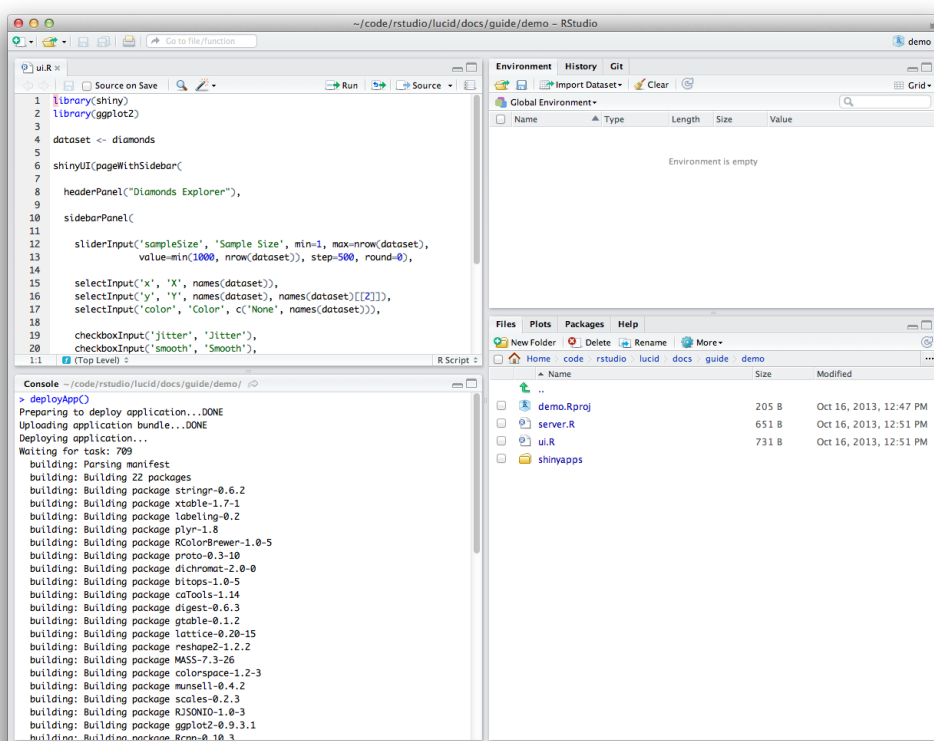 ~/code/rstudio/lucid/docs/guide/demo – RStudio
Go to file/function
demo
ui.R
Source on Save
Run
Source
1 library(shiny)
2 library(ggplot2)
3
4 dataset <- diamonds
5
6 shinyUI(pageWithSidebar(
7
8 headerPanel("Diamonds Explorer"),
9
10 sidebarPanel(
11
12 sliderInput('sampleSize', 'Sample Size', min=1, max=nrow(dataset),
13 value=min(1000, nrow(dataset)), step=500, round=0),
14
15 selectInput('x', 'X', names(dataset)),
16 selectInput('y', 'Y', names(dataset), names(dataset)[[2]]),
17 selectInput('color', 'Color', c('None', names(dataset))),
18
19 checkboxInput('jitter', 'Jitter'),
20 checkboxInput('smooth', 'Smooth'),
1:1 (Top Level) R Script
Console ~/code/rstudio/lucid/docs/guide/demo/
> deployApp()
Preparing to deploy application...DONE
Uploading application bundle...DONE
Deploying application...
Waiting for task: 709
building: Parsing manifest
building: Building 22 packages
building: Building package stringr-0.6.2
building: Building package xtable-1.7-1
building: Building package labeling-0.2
building: Building package plyr-1.8
building: Building package RColorBrewer-1.0-5
building: Building package proto-0.3-10
building: Building package dichromat-2.0-0
building: Building package bitops-1.0-5
building: Building package caTools-1.14
building: Building package digest-0.6.3
building: Building package gtable-0.1.2
building: Building package lattice-0.20-15
building: Building package reshape2-1.2.2
building: Building package MASS-7.3-26
building: Building package colorspace-1.2-3
building: Building package munsell-0.4.2
building: Building package scales-0.2.3
building: Building package RJSONIO-1.0-3
building: Building package ggplot2-0.9.3.1
building: Building package Rcpp-0.10.3
Environment History Git
Import Dataset Clear Grid
Global Environment
Name Type Length Size Value
Environment is empty
Files Plots Packages Help
New Folder Delete Rename More
Home code rstudio lucid docs guide demo ...
Name Size Modified
..
demo.Rproj 205 B Oct 16, 2013, 12:47 PM
server.R 651 B Oct 16, 2013, 12:51 PM
ui.R 731 B Oct 16, 2013, 12:51 PM
shinyapps